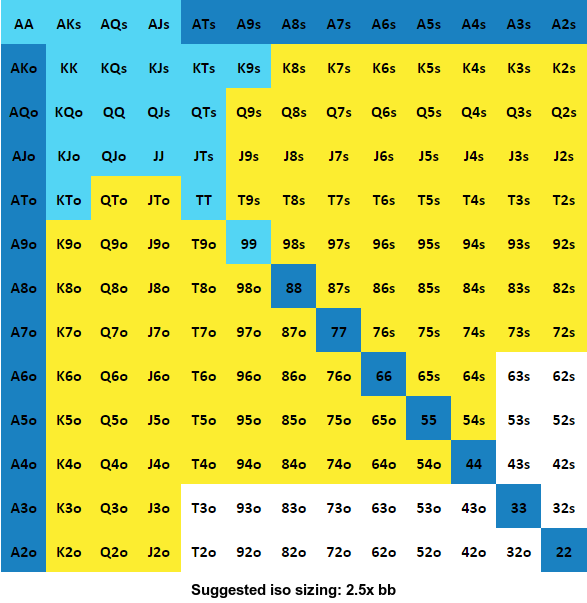 AA AKs AQs AJs ATs A9s A8s A7s A6s A5s A4s A3s A2s
AKo KK KQs KJs KTs K9s K8s K7s K6s K5s K4s K3s K2s
AQo KQo QQ QJs QTs Q9s Q8s Q7s Q6s Q5s Q4s Q3s Q2s
AJo KJo QJo JJ JTs J9s J8s J7s J6s J5s J4s J3s J2s
ATo KTo QTo JTo TT T9s T8s T7s T6s T5s T4s T3s T2s
A9o K9o Q9o J9o T9o 99 98s 97s 96s 95s 94s 93s 92s
A8o K8o Q8o J8o T8o 98o 88 87s 86s 85s 84s 83s 82s
A7o K7o Q7o J7o T7o 97o 87o 77 76s 75s 74s 73s 72s
A6o K6o Q6o J6o T6o 96o 86o 76o 66 65s 64s 63s 62s
A5o K5o Q5o J5o T5o 95o 85o 75o 65o 55 54s 53s 52s
A4o K4o Q4o J4o T4o 94o 84o 74o 64o 54o 44 43s 42s
A3o K3o Q3o J3o T3o 93o 83o 73o 63o 53o 43o 33 32s
A2o K2o Q2o J2o T2o 92o 82o 72o 62o 52o 42o 32o 22
Suggested iso sizing: 2.5x bb